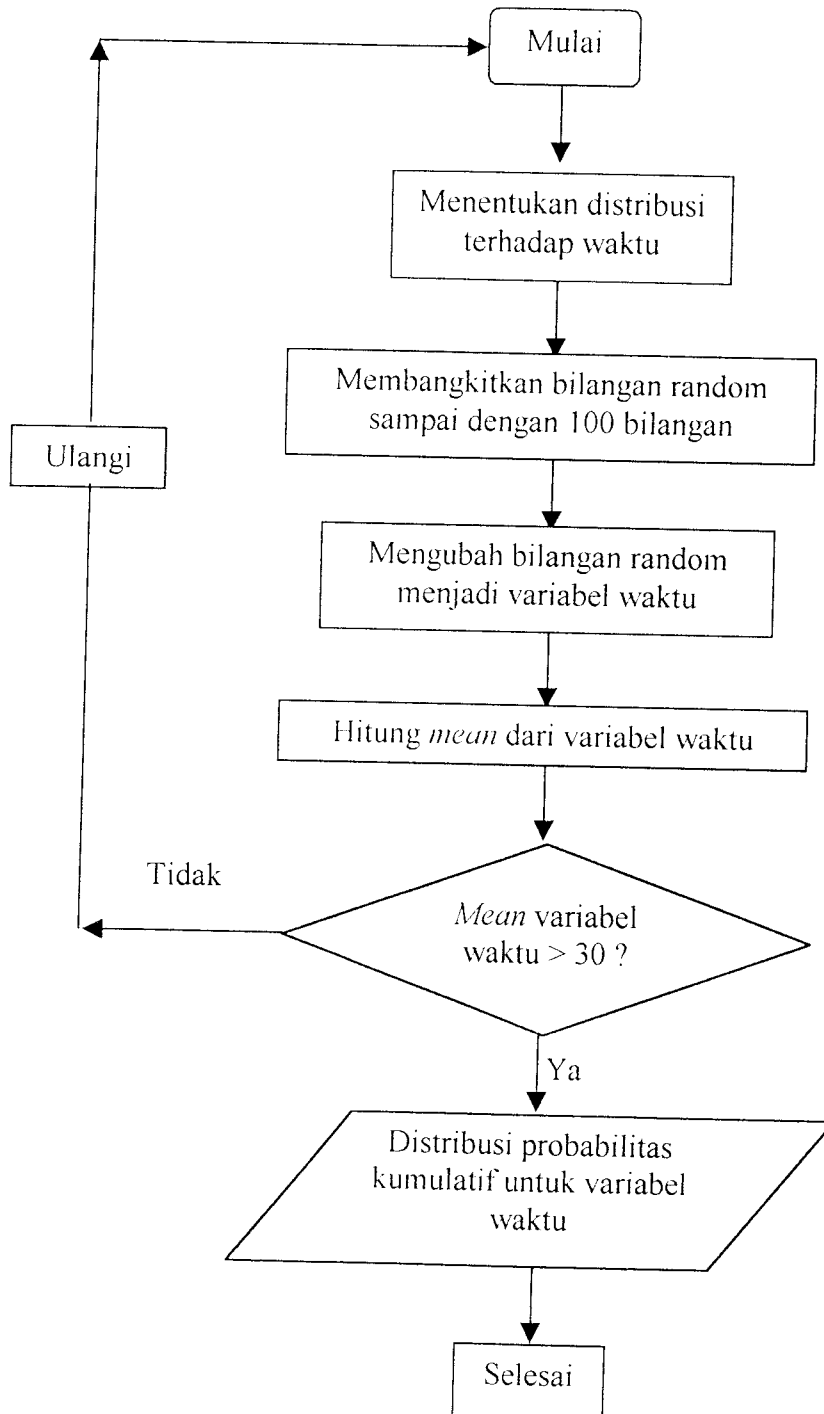 Mulai
Menentukan distribusi
terhadap waktu
Membangkitkan bilangan random
sampai dengan 100 bilangan
Ulangi
Mengubah bilangan random
menjadi variabel waktu
Hitung mean dari variabel waktu
Tidak
Mean variabel
waktu > 30 ?
Ya
Distribusi probabilitas
kumulatif untuk variabel
waktu
Selesai